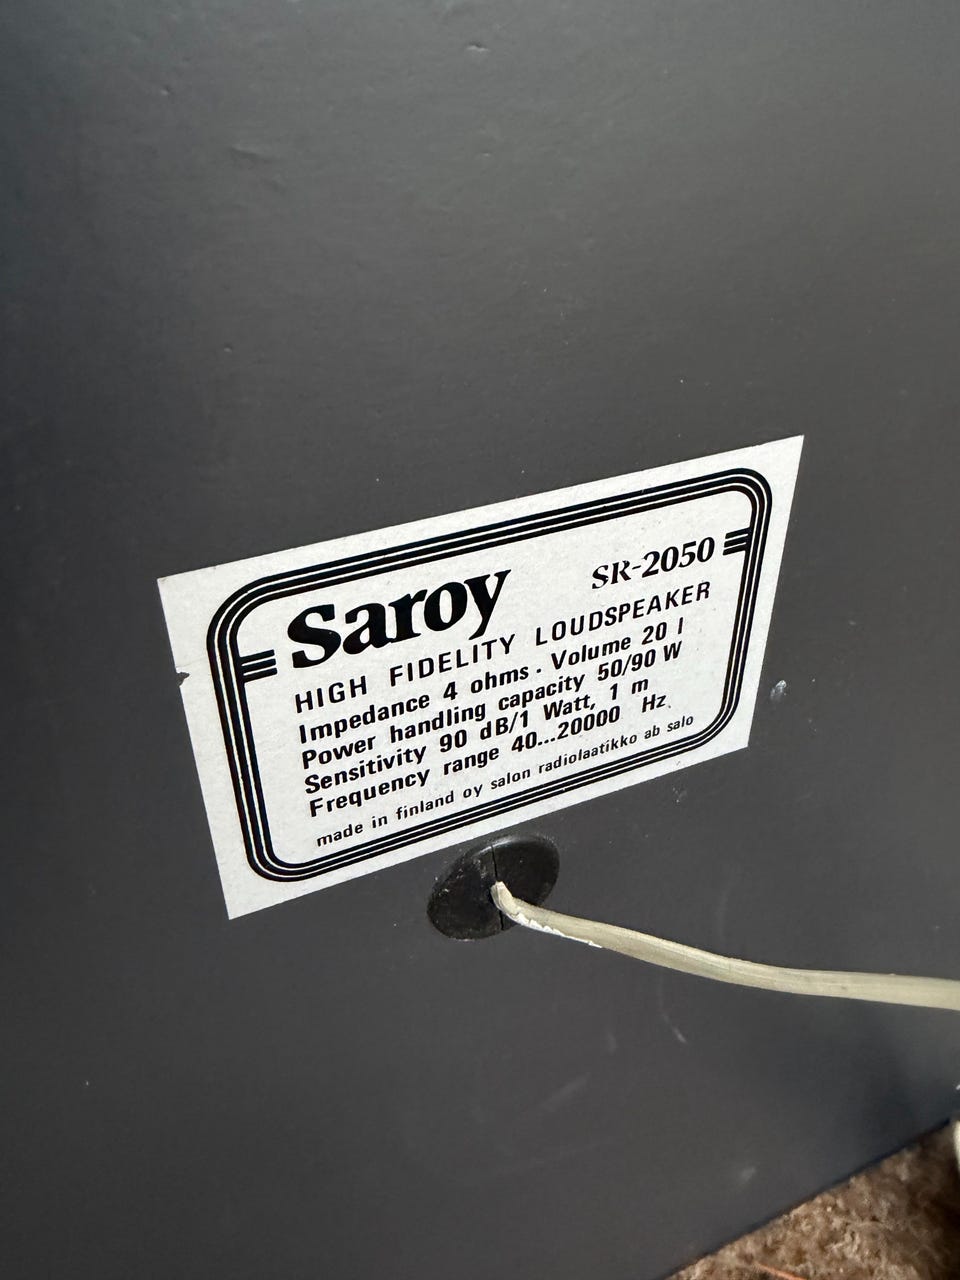 Saroy SR-2050
HIGH FIDELITY LOUDSPEAKER
Impedance 4 ohms. Volume 20 l
Power handling capacity 50/90 W
Sensitivity 90 dB/1 Watt, 1 m
Frequency range 40...20000 Hz.
made in finland oy salon radiolaatikko ab salo